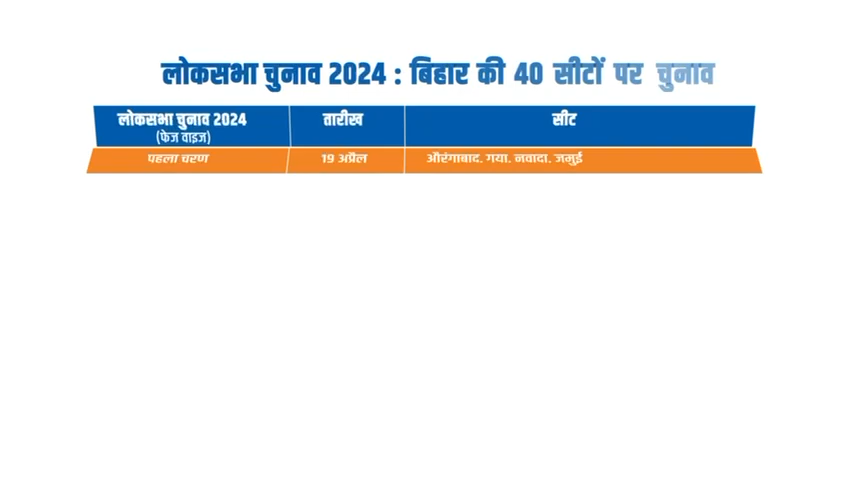 लोकसभा चुनाव 2024 : बिहार की 40 सीटों पर चुनाव
लोकसभा चुनाव 2024 तारीख सीट
(फेज वाइज)
पहला चरण 19 अप्रैल औरंगाबाद, गया, नवादा, जमुई